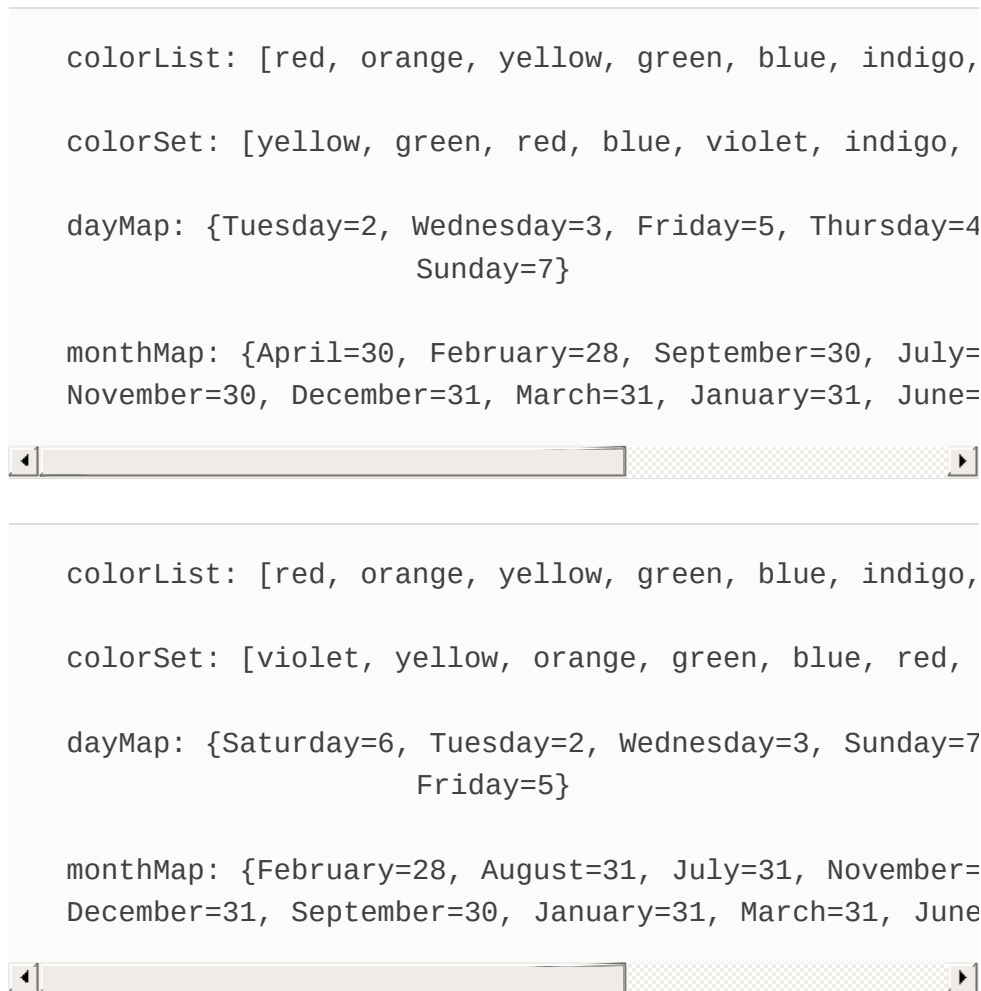 colorList: [red, orange, yellow, green, blue, indigo,
colorSet: [yellow, green, red, blue, violet, indigo,
dayMap: {Tuesday=2, Wednesday=3, Friday=5, Thursday=4
Sunday=7}
monthMap: {April=30, February=28, September=30, July=
November=30, December=31, March=31, January=31, June=
colorList: [red, orange, yellow, green, blue, indigo,
colorSet: [violet, yellow, orange, green, blue, red,
dayMap: {Saturday=6, Tuesday=2, Wednesday=3, Sunday=7
Friday=5}
monthMap: {February=28, August=31, July=31, November=
December=31, September=30, January=31, March=31, June